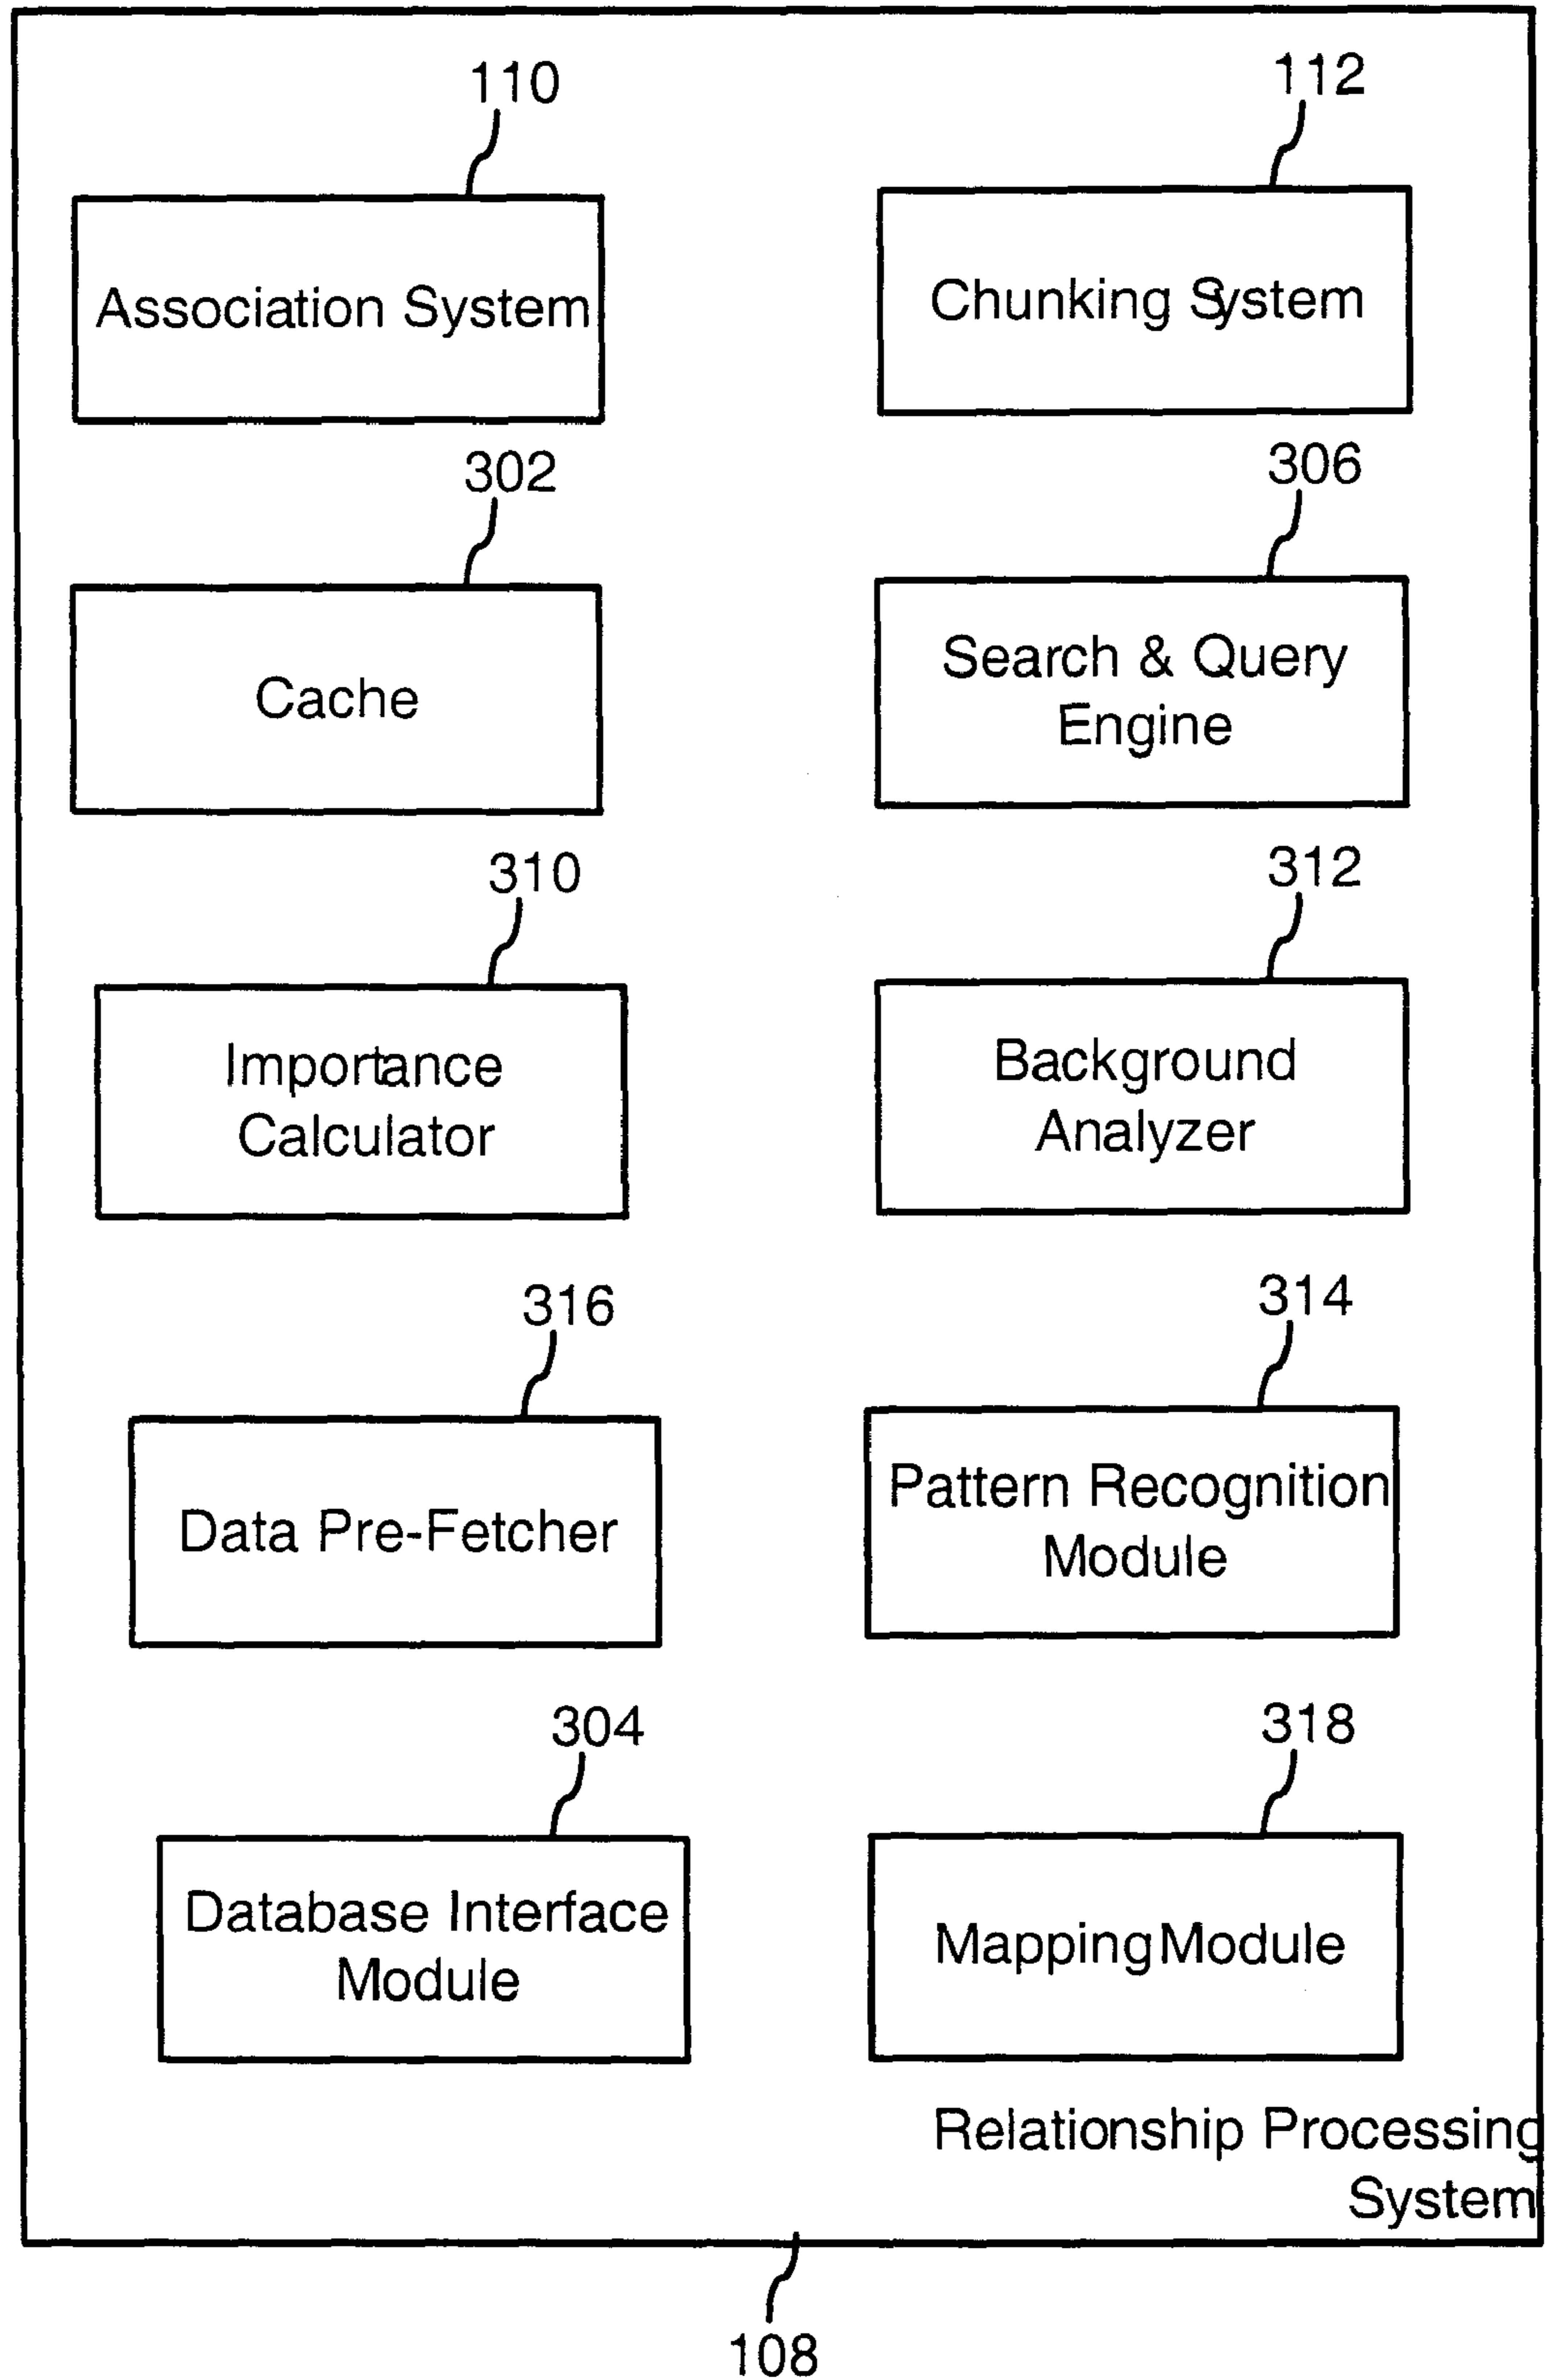 110
112
Association System
Chunking System
302
306
Cache
Search & Query
Engine
310
312
Importance
Calculator
Background
Analyzer
316
314
Data Pre-Fetcher
Pattern Recognition
Module
304
318
Database Interface
Module
Mapping Module
Relationship Processing
System
108